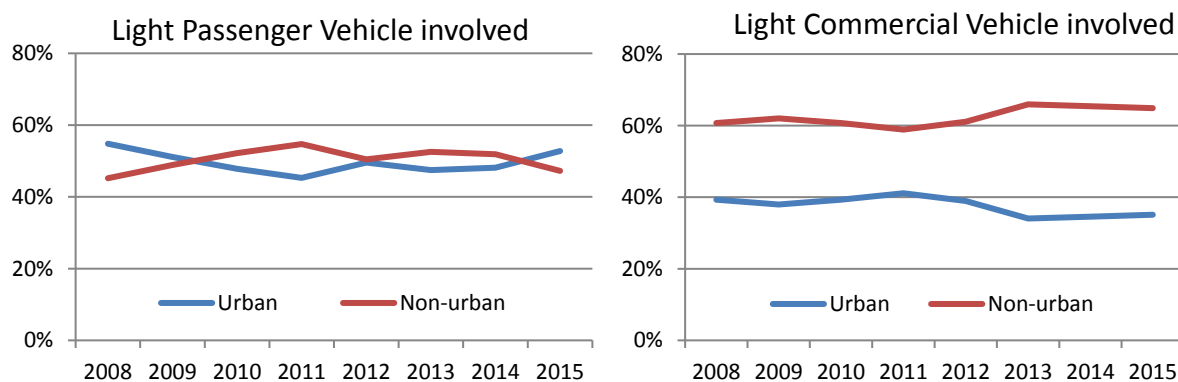 Light Passenger Vehicle involved
80%
60%
40%
20%
0%
Urban Non-urban
2008 2009 2010 2011 2012 2013 2014 2015
Light Commercial Vehicle involved
80%
60%
40%
20%
0%
Urban Non-urban
2008 2009 2010 2011 2012 2013 2014 2015